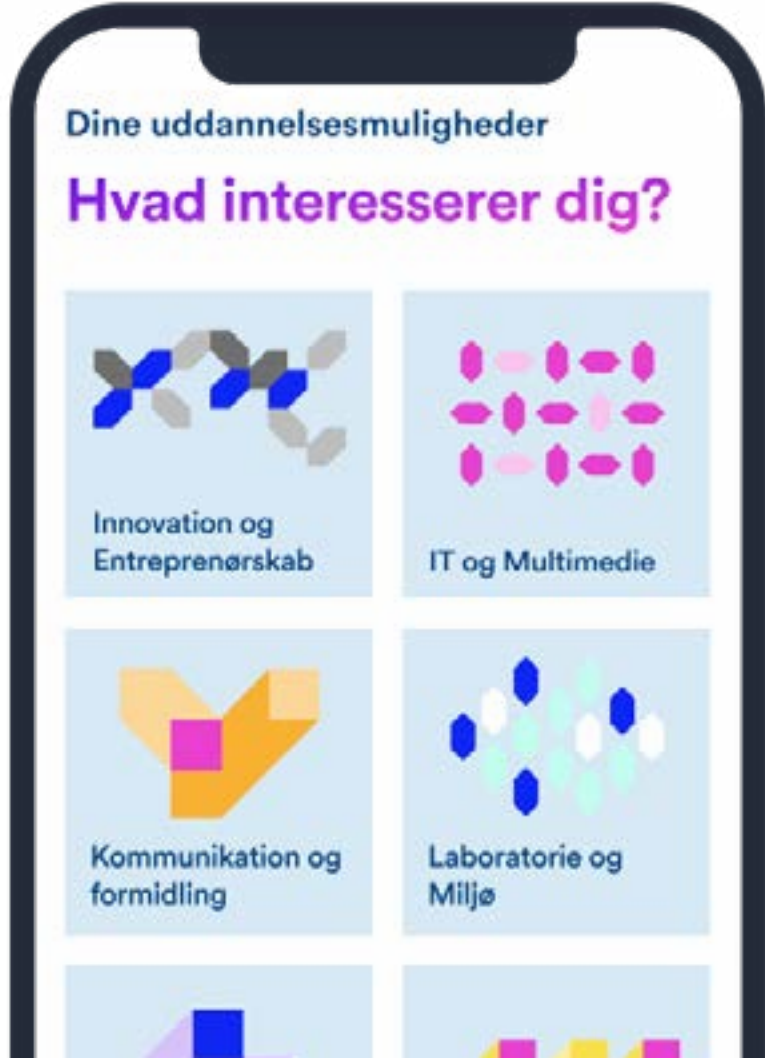 Dine uddannelsesmuligheder
Hvad interesserer dig?
Innovation og
Entreprenørskab
IT og Multimedie
Kommunikation og
formidling
Laboratorie og
Miljø